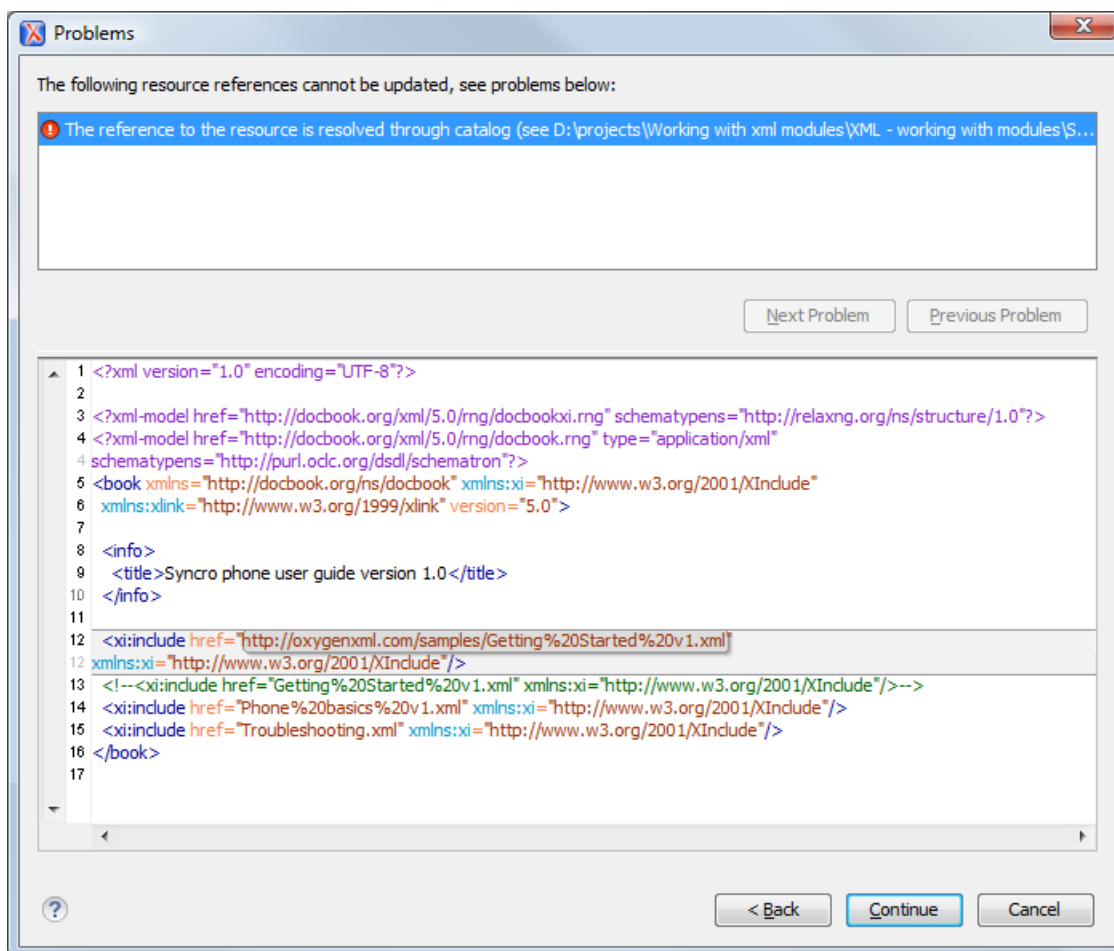 Problems
The following resource references cannot be updated, see problems below:
The reference to the resource is resolved through catalog (see D:\projects\Working with xml modules\XML - working with modules\S...
Next Problem
Previous Problem
1 <?xml version="1.0" encoding="UTF-8"?>
2
3 <?xml-model href="http://docbook.org/xml/5.0/rng/docbookxi.rng" schematypens="http://relaxng.org/ns/structure/1.0"?>
4 <?xml-model href="http://docbook.org/xml/5.0/rng/docbook.rng" type="application/xml"
4 schematypens="http://purl.oclc.org/dsdl/schematron"?>
5 <book xmlns="http://docbook.org/ns/docbook" xmlns:xi="http://www.w3.org/2001/XInclude"
6 xmlns:xlink="http://www.w3.org/1999/xlink" version="5.0">
7
8 <info>
9 <title>Syncro phone user guide version 1.0</title>
10 </info>
11
12 <xi:include href="http://oxygenxml.com/samples/Getting%20Started%20v1.xml"
12 xmlns:xi="http://www.w3.org/2001/XInclude"/>
13 <!--<xi:include href="Getting%20Started%20v1.xml" xmlns:xi="http://www.w3.org/2001/XInclude"/>-->
14 <xi:include href="Phone%20basics%20v1.xml" xmlns:xi="http://www.w3.org/2001/XInclude"/>
15 <xi:include href="Troubleshooting.xml" xmlns:xi="http://www.w3.org/2001/XInclude"/>
16 </book>
17
?
< Back
Continue
Cancel